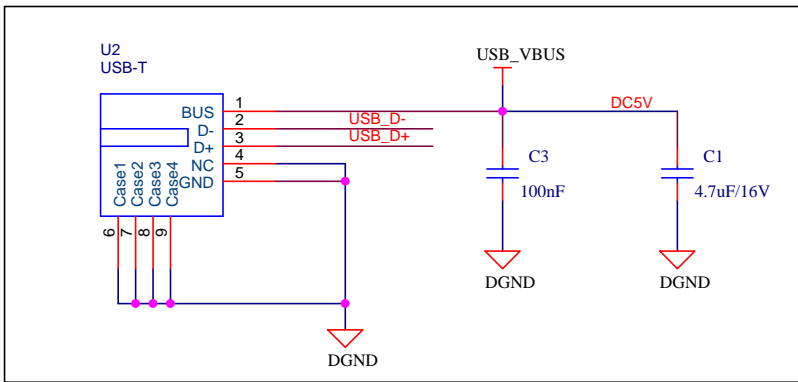 U2
USB-T
USB_VBUS
BUS 1
D- 2
D+ 3
NC 4
GND 5
USB_D-
USB_D+
DC5V
Case1
Case2
Case3
Case4
6
7
8
9
C3
100nF
C1
4.7uF/16V
DGND
DGND
DGND